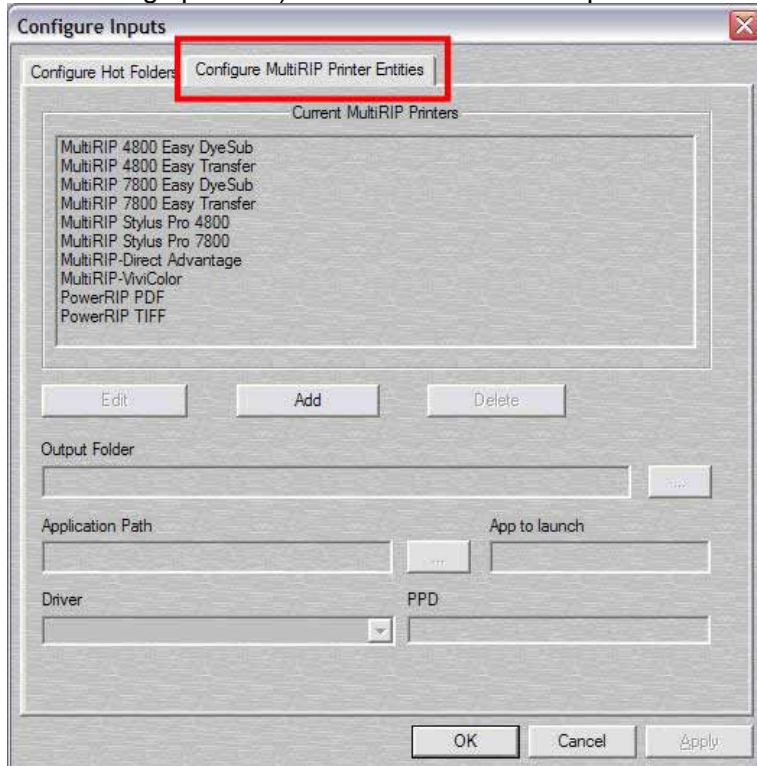 Configure Inputs
Configure Hot Folders
Configure MultiRIP Printer Entities
Current MultiRIP Printers
MultiRIP 4800 Easy DyeSub
MultiRIP 4800 Easy Transfer
MultiRIP 7800 Easy DyeSub
MultiRIP 7800 Easy Transfer
MultiRIP Stylus Pro 4800
MultiRIP Stylus Pro 7800
MultiRIP-Direct Advantage
MultiRIP-ViviColor
PowerRIP PDF
PowerRIP TIFF
Edit Add Delete
Output Folder
...
Application Path App to launch
...
Driver PPD
OK Cancel Apply